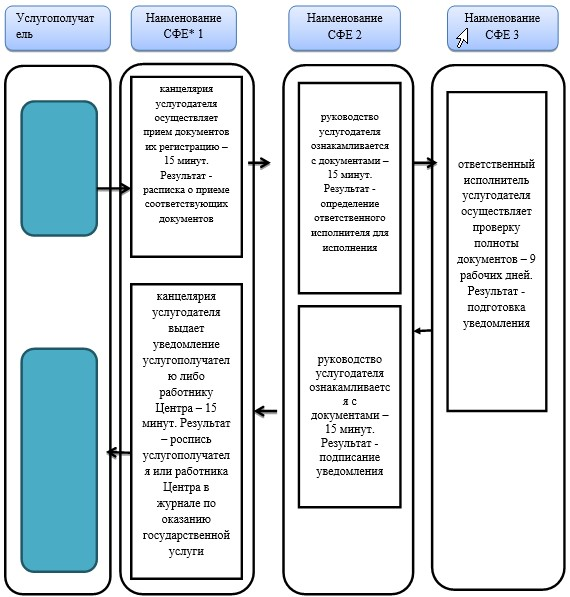 Услугополучат
ель
Наименование
СФЕ* 1
Наименование
СФЕ 2
Наименование
СФЕ 3
канцелярия
услугодателя
осуществляет
прием документов
их регистрацию –
15 минут.
Результат -
расписка о приеме
соответствующих
документов
руководство
услугодателя
ознакамливается
с документами –
15 минут.
Результат -
определение
ответственного
исполнителя для
исполнения
ответственный
исполнитель
услугодателя
осуществляет
проверку
полноты
документов – 9
рабочих дней.
Результат -
подготовка
уведомления
канцелярия
услугодателя
выдает
уведомление
услугополучател
ю либо
работнику
Центра – 15
минут. Результат
– роспись
услугополучател
я или работника
Центра в
журнале по
оказанию
государственной
услуги
руководство
услугодателя
ознакамливаетс
я с
документами –
15 минут.
Результат -
подписание
уведомления